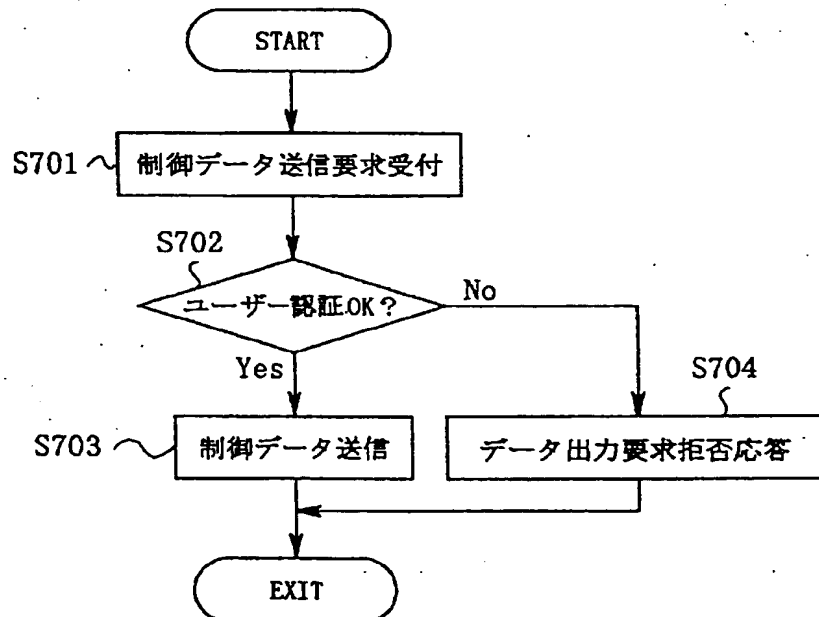 START
S701
制御データ送信要求受付
S702
ユーザー認証OK?
No
Yes
S704
S703
制御データ送信
データ出力要求拒否応答
EXIT